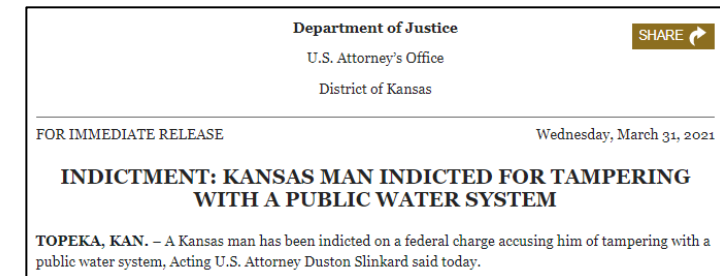 Department of Justice
SHARE
U.S. Attorney's Office
District of Kansas
FOR IMMEDIATE RELEASE
Wednesday, March 31, 2021
INDICTMENT: KANSAS MAN INDICTED FOR TAMPERING
WITH A PUBLIC WATER SYSTEM
TOPEKA, KAN. – A Kansas man has been indicted on a federal charge accusing him of tampering with a
public water system, Acting U.S. Attorney Duston Slinkard said today.